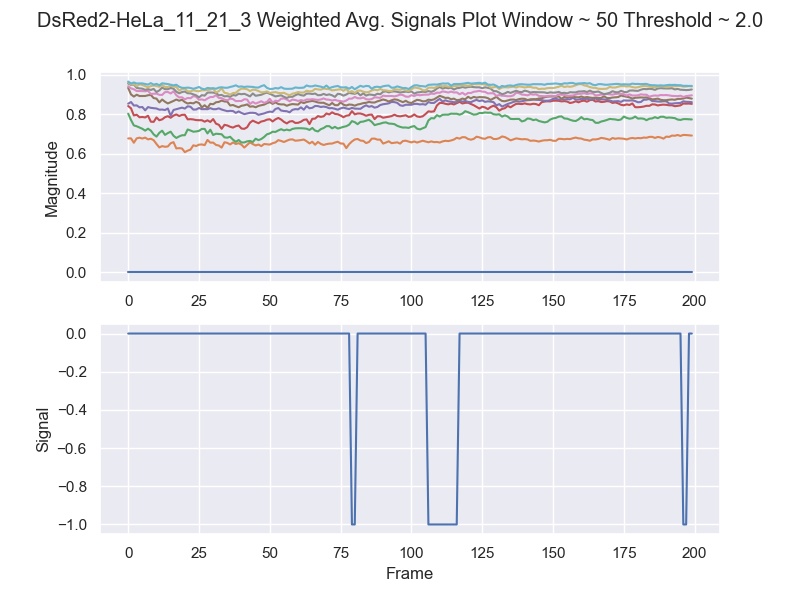 DsRed2-HeLa_11_21_3 Weighted Avg. Signals Plot Window ~ 50 Threshold ~ 2.0
1.0
0.8
0.6
0.4
0.2
0.0
Magnitude
0 25 50 75 100 125 150 175 200
0.0
−0.2
−0.4
−0.6
−0.8
−1.0
Signal
0 25 50 75 100 125 150 175 200
Frame